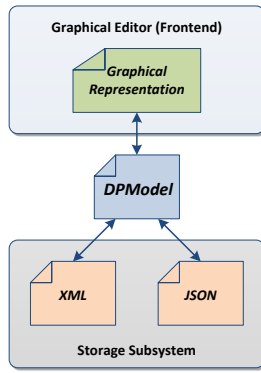 Graphical Editor (Frontend)
Graphical
Representation
DPModel
XML
JSON
Storage Subsystem